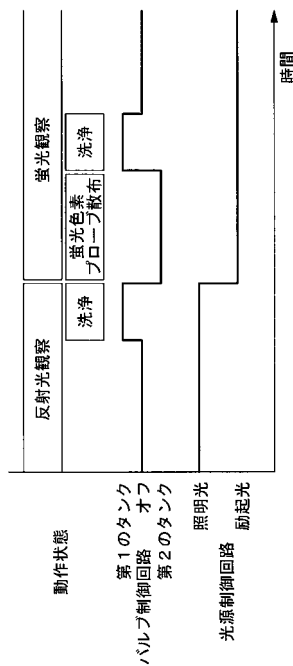 動作状態
反射光観察
蛍光観察
洗浄
蛍光色素
プローブ散布
洗浄
第1のタンク
バルブ制御回路 オフ
第2のタンク
照明光
光源制御回路
励起光
時間